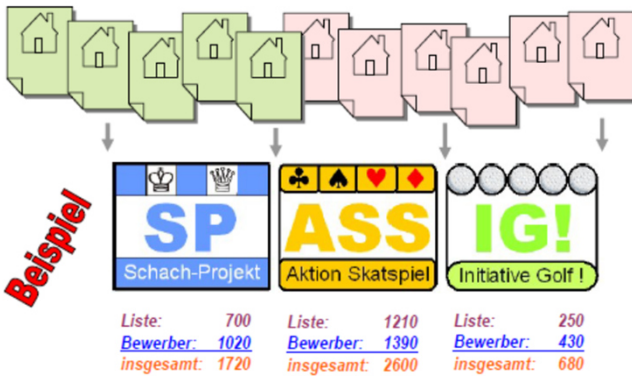 Beispiel
SP
Schach-Projekt
Liste: 700
Bewerber: 1020
insgesamt: 1720
ASS
Aktion Skatspiel
Liste: 1210
Bewerber: 1390
insgesamt: 2600
IG!
Initiative Golf !
Liste: 250
Bewerber: 430
insgesamt: 680